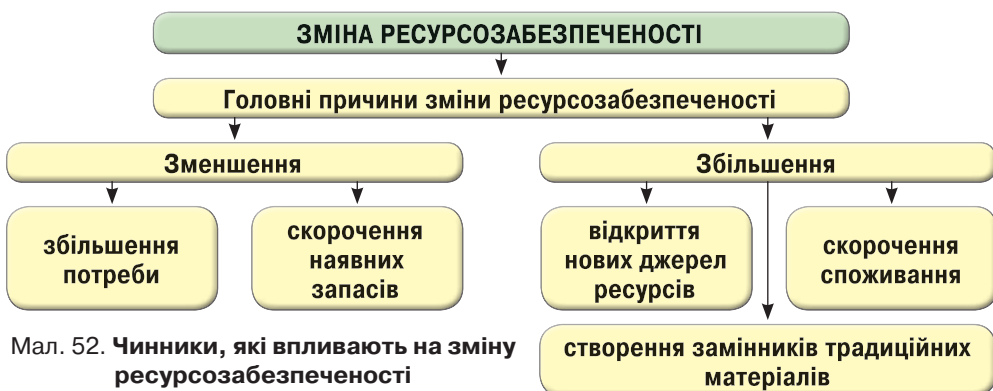 ЗМІНА РЕСУРСОЗАБЕЗПЕЧЕНОСТІ
Головні причини зміни ресурсозабезпеченості
Зменшення
Збільшення
збільшення
потреби
скорочення
наявних
запасів
відкриття
нових джерел
ресурсів
скорочення
споживання
створення замінників традиційних
матеріалів
Мал. 52. Чинники, які впливають на зміну
ресурсозабезпеченості